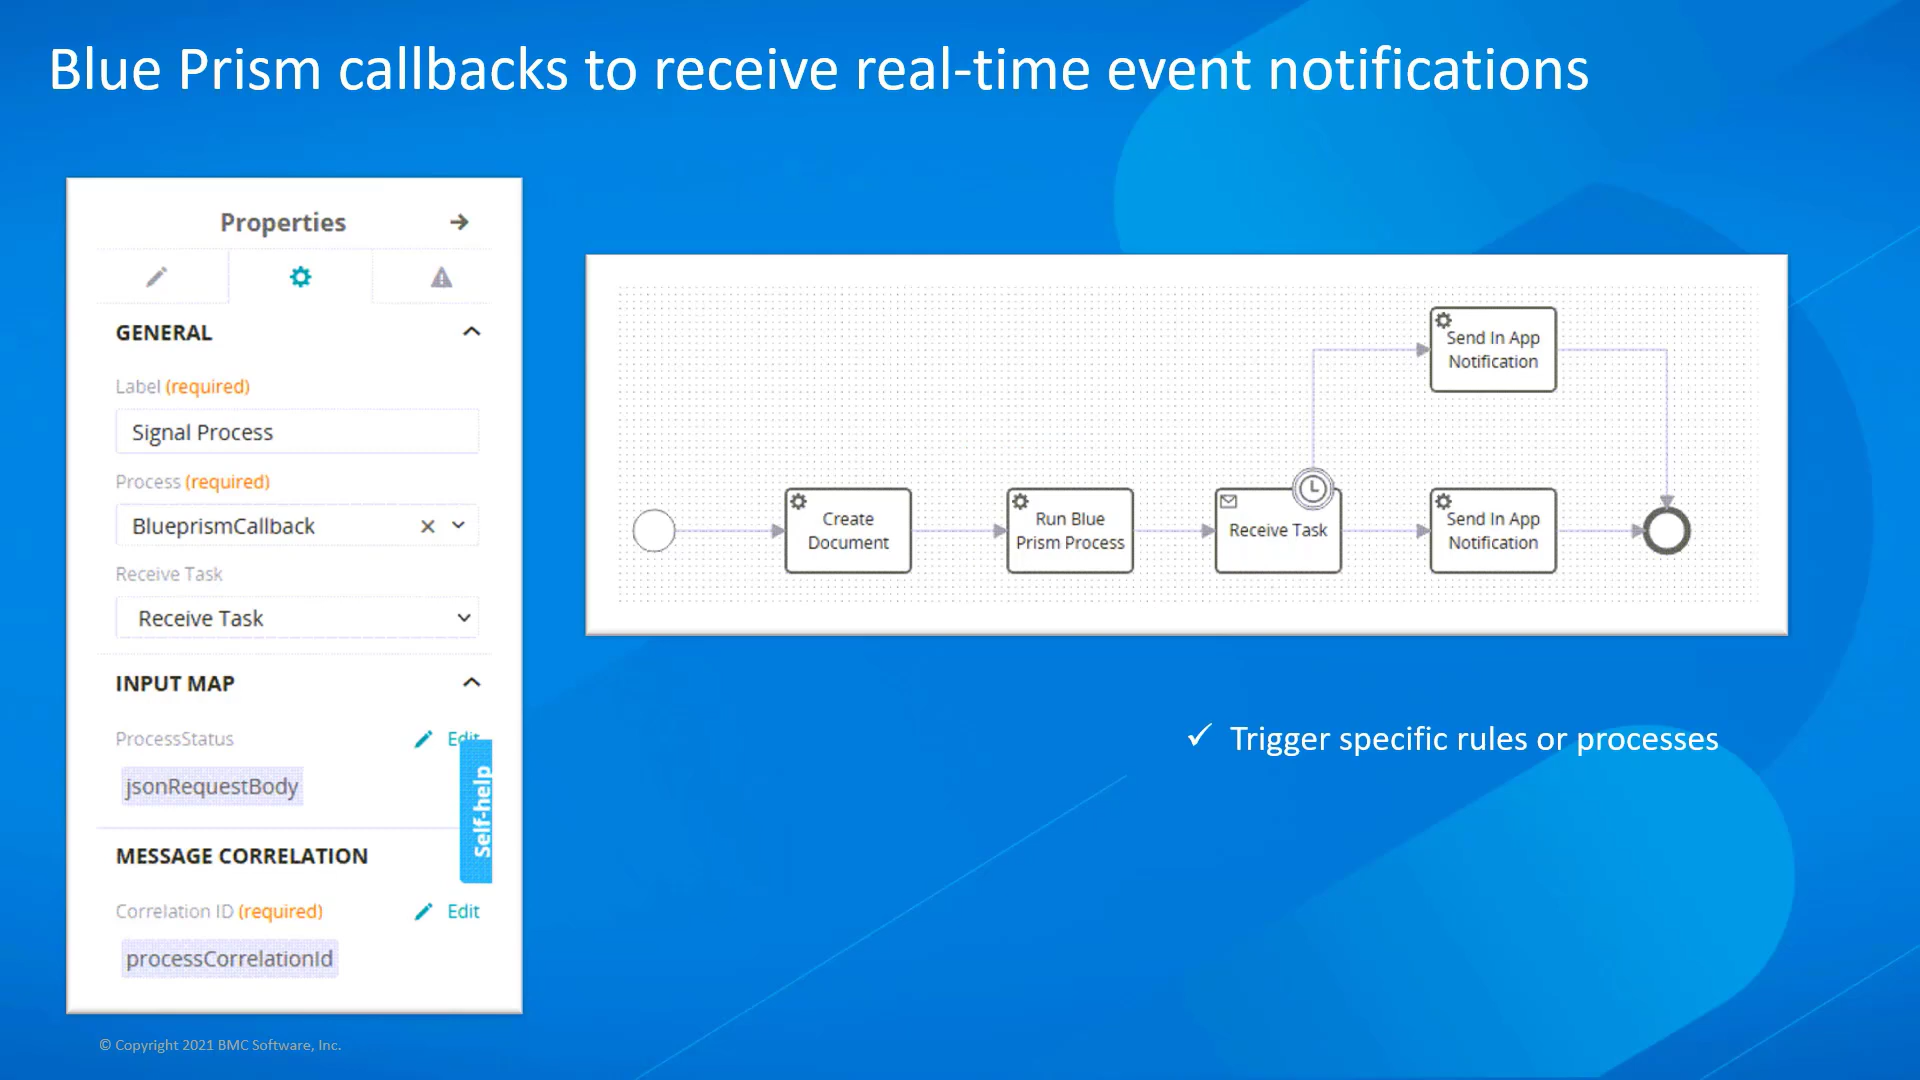 Blue Prism callbacks to receive real-time event notifications
Properties
GENERAL
Label (required)
Signal Process
Process (required)
BlueprismCallback
Receive Task
Receive Task
INPUT MAP
ProcessStatus
Edit
jsonRequestBody
Self-help
MESSAGE CORRELATION
Correlation ID (required)
Edit
processCorrelationId
Create
Document
Run Blue
Prism Process
Receive Task
Send In App
Notification
Send In App
Notification
✓ Trigger specific rules or processes
© Copyright 2021 BMC Software, Inc.